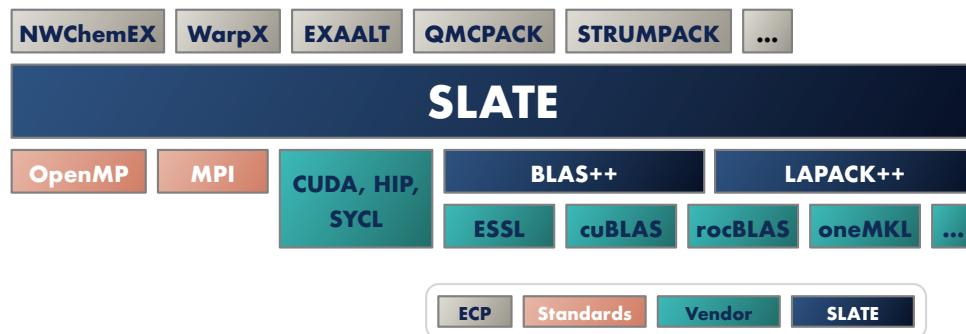 NWChemEX WarpX EXAALT QMCPACK STRUMPACK ...
SLATE
OpenMP MPI CUDA, HIP, SYCL BLAS++ LAPACK++
ESSL cuBLAS rocBLAS oneMKL ...
ECP Standards Vendor SLATE